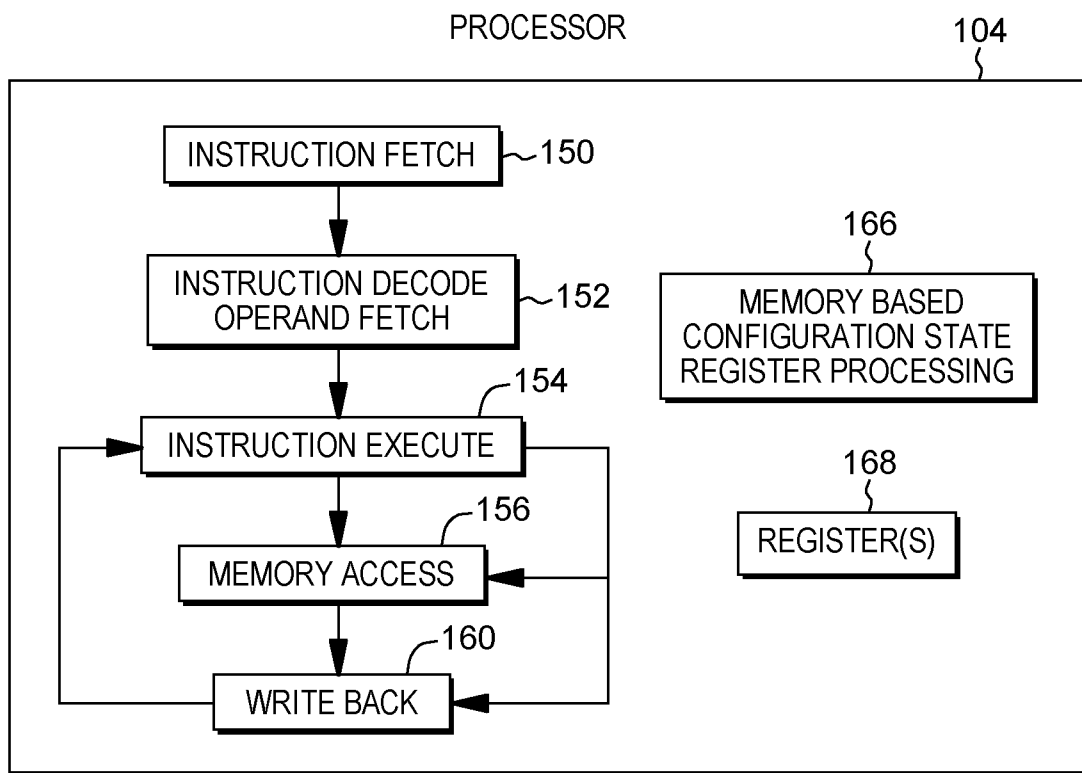 PROCESSOR
104
INSTRUCTION FETCH
150
INSTRUCTION DECODE
OPERAND FETCH
152
154
INSTRUCTION EXECUTE
156
MEMORY ACCESS
160
WRITE BACK
166
MEMORY BASED
CONFIGURATION STATE
REGISTER PROCESSING
168
REGISTER(S)